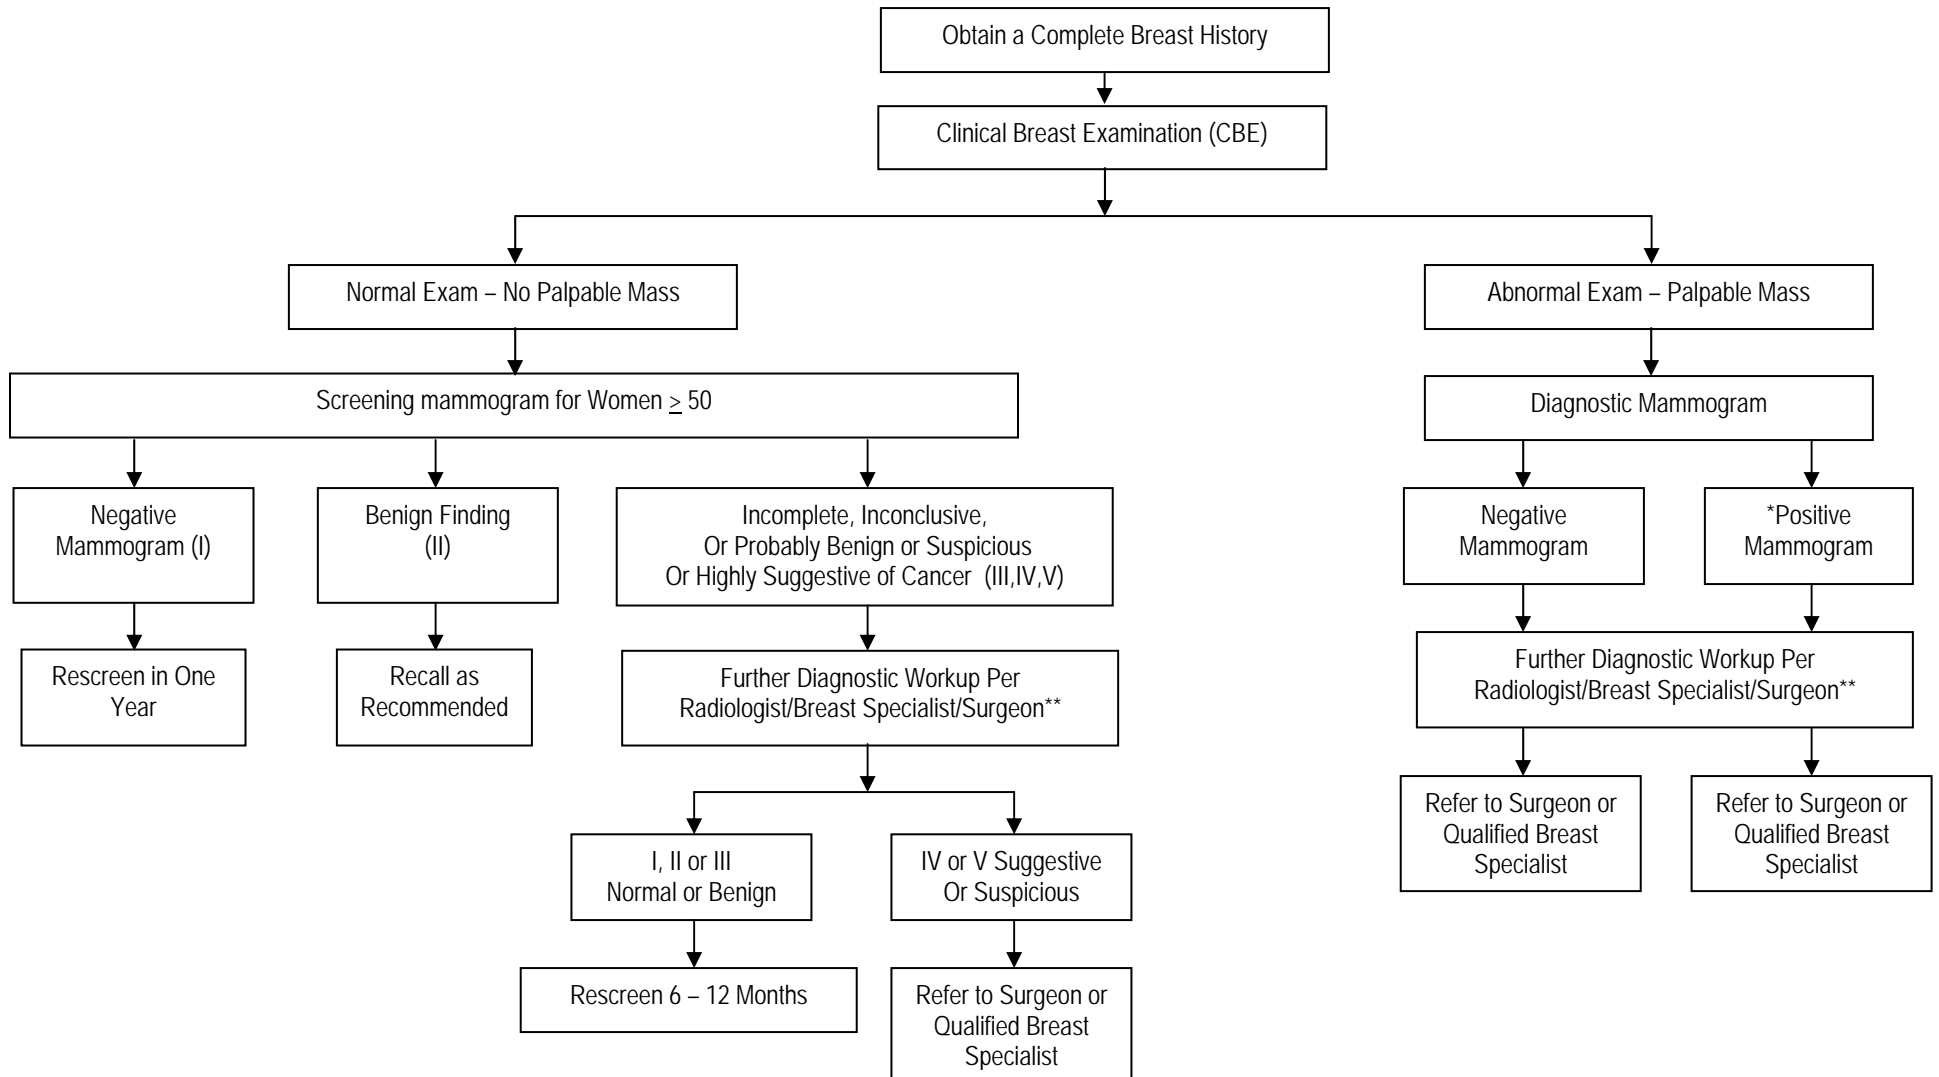 Obtain a Complete Breast History
Clinical Breast Examination (CBE)
Normal Exam – No Palpable Mass
Abnormal Exam – Palpable Mass
Screening mammogram for Women ≥ 50
Diagnostic Mammogram
Negative
Mammogram (I)
Benign Finding
(II)
Incomplete, Inconclusive,
Or Probably Benign or Suspicious
Or Highly Suggestive of Cancer (III,IV,V)
Negative
Mammogram
*Positive
Mammogram
Rescreen in One
Year
Recall as
Recommended
Further Diagnostic Workup Per
Radiologist/Breast Specialist/Surgeon**
Further Diagnostic Workup Per
Radiologist/Breast Specialist/Surgeon**
I, II or III
Normal or Benign
IV or V Suggestive
Or Suspicious
Refer to Surgeon or
Qualified Breast
Specialist
Refer to Surgeon or
Qualified Breast
Specialist
Rescreen 6 – 12 Months
Refer to Surgeon or
Qualified Breast
Specialist